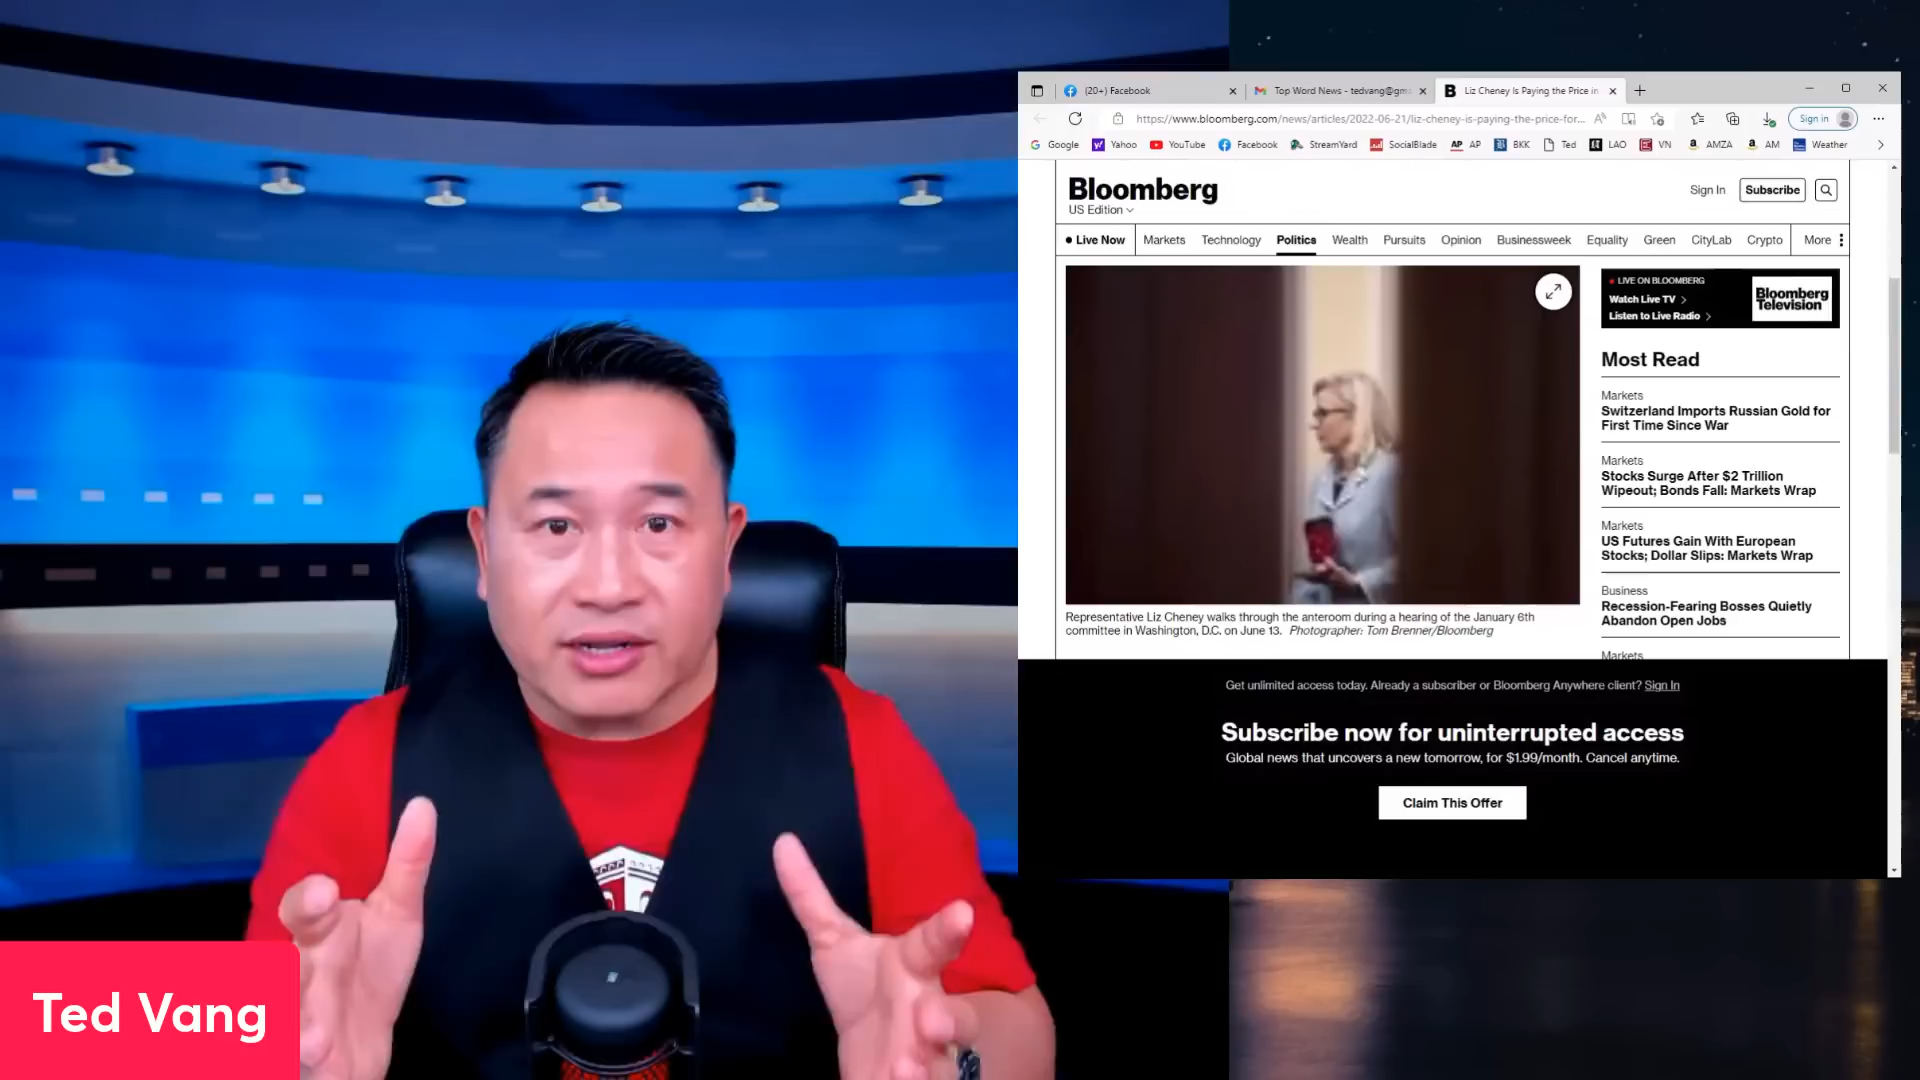 (20+) Facebook
Top Word News - tedvang@gm
Liz Cheney Is Paying the Price in
https://www.bloomberg.com/news/articles/2022-06-21/liz-cheney-is-paying-the-price-for...
Sign in
Google
Yahoo
YouTube
Facebook
StreamYard
SocialBlade
AP AP
BKK
Ted
LAO
VN
AMZA
AM
Weather
Bloomberg
US Edition
Sign In
Subscribe
Live Now
Markets
Technology
Politics
Wealth
Pursuits
Opinion
Businessweek
Equality
Green
CityLab
Crypto
More
LIVE ON BLOOMBERG
Watch Live TV
Listen to Live Radio
Bloomberg
Television
Most Read
Markets
Switzerland Imports Russian Gold for
First Time Since War
Markets
Stocks Surge After $2 Trillion
Wipeout; Bonds Fall: Markets Wrap
Markets
US Futures Gain With European
Stocks; Dollar Slips: Markets Wrap
Business
Recession-Fearing Bosses Quietly
Abandon Open Jobs
Markets
Representative Liz Cheney walks through the anteroom during a hearing of the January 6th
committee in Washington, D.C. on June 13. Photographer: Tom Brenner/Bloomberg
Get unlimited access today. Already a subscriber or Bloomberg Anywhere client? Sign In
Subscribe now for uninterrupted access
Global news that uncovers a new tomorrow, for $1.99/month. Cancel anytime.
Claim This Offer
Ted Vang